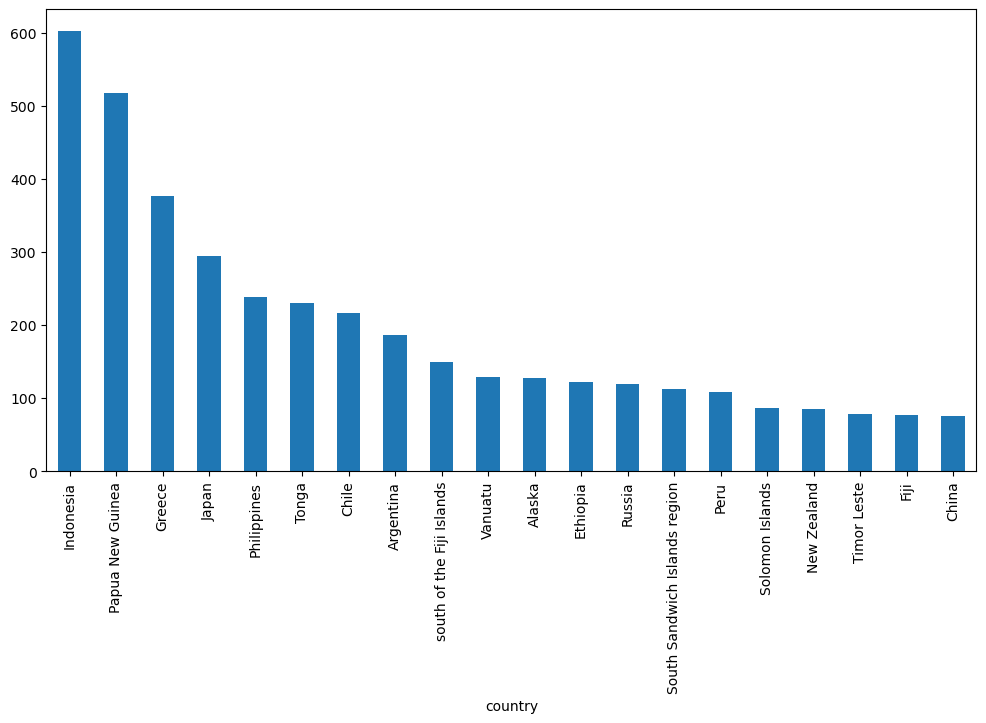 600
500
400
300
200
100
0
Indonesia
Papua New Guinea
Greece
Japan
Philippines
Tonga
Chile
Argentina
south of the Fiji Islands
Vanuatu
Alaska
Ethiopia
Russia
South Sandwich Islands region
Peru
Solomon Islands
New Zealand
Timor Leste
Fiji
China
country